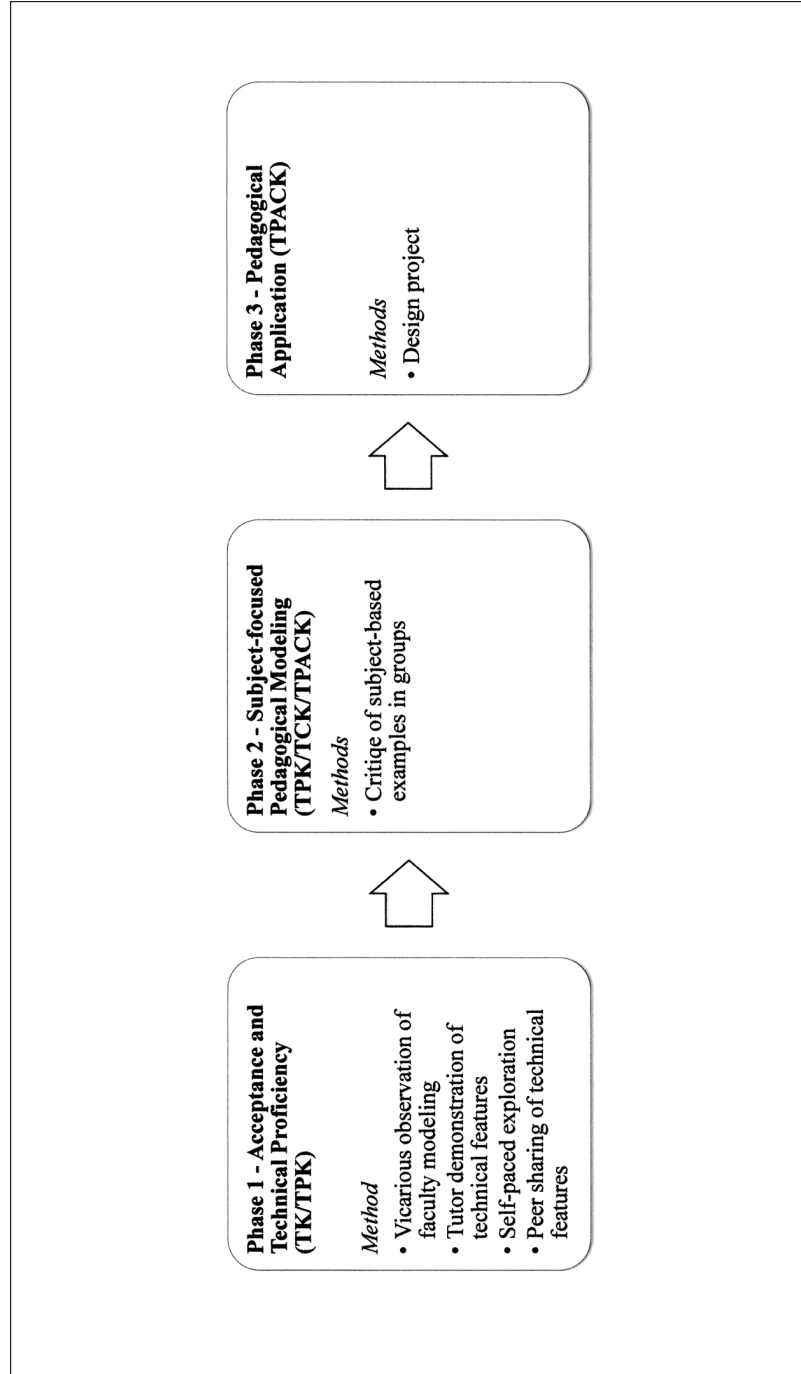 Phase 1 - Acceptance and
Technical Proficiency
(TK/TPK)
Method
• Vicarious observation of
faculty modeling
• Tutor demonstration of
technical features
• Self-paced exploration
• Peer sharing of technical
features
Phase 2 - Subject-focused
Pedagogical Modeling
(TPK/TCK/TPACK)
Methods
• Critiqe of subject-based
examples in groups
Phase 3 - Pedagogical
Application (TPACK)
Methods
• Design project